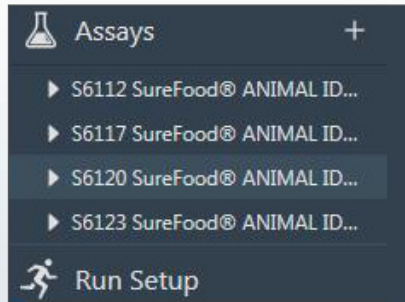 Assays +
S6112 SureFood® ANIMAL ID...
S6117 SureFood® ANIMAL ID...
S6120 SureFood® ANIMAL ID...
S6123 SureFood® ANIMAL ID...
Run Setup